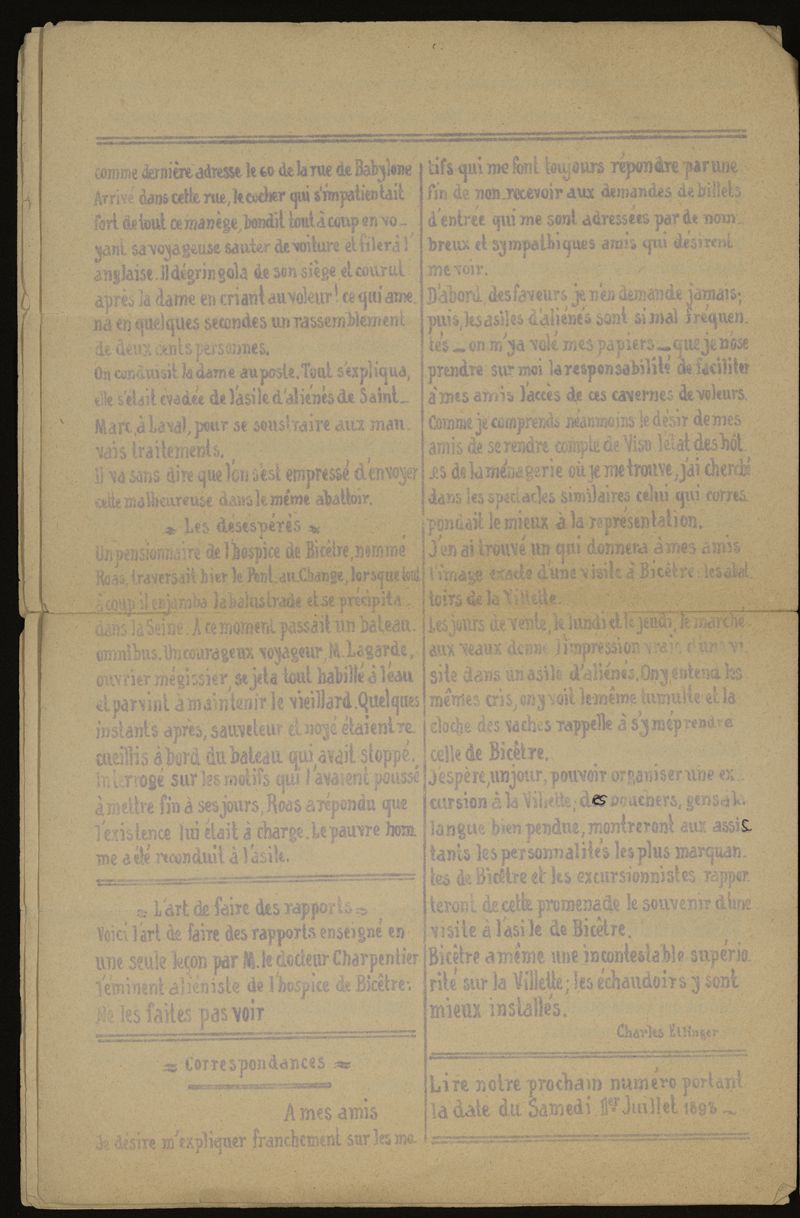 comme dernière adresse le 60 de la rue de Babylone
Arrivé dans cette rue, le cocher qui s'impatientait
fort de tout ce manège, bondit tout à coup en vo_
yant sa voyageuse sauter de voiture et filer à l'
anglaise. Il dégringola de son siège et courut
après la dame en criant au voleur! ce qui ame
na en quelques secondes un rassemblement
de deux cents personnes.
On conduisit la dame au poste. Tout s'expliqua,
elle s'était évadée de l'asile d'aliénés de Saint_
Marc, à Laval, pour se soustraire aux mau
vais traitements.
Il va sans dire que l'on s'est empressé d'envoyer
cette malheureuse dans le même abattoir.
Les désespérés
Un pensionnaire de l'hospice de Bicêtre, nommé
Roas, traversait hier le Pont-au-Change, lorsque tout
à coup il enjamba la balustrade et se précipita_
dans la Seine. A ce moment passait un bateau_
omnibus. Un courageux voyageur, M. Lagarde,
ouvrier mégissier, se jeta tout habillé à l'eau
et parvint à maintenir le vieillard. Quelques
instants après, sauveteur et noyé étaient re_
cueillis à bord du bateau qui avait stoppé.
Interrogé sur les motifs qui l'avaient poussé
à mettre fin à ses jours, Roas a répondu que
l'existence lui était à charge. Le pauvre hom_
me a été reconduit à l'asile.
L'art de faire des rapports
Voici l'art de faire des rapports enseigné en
une seule leçon par M. le docteur Charpentier
l'éminent aliéniste de l'hospice de Bicêtre:
Ne les faites pas voir
Correspondances
A mes amis
Je désire m'expliquer franchement sur les mo_
tifs qui me font toujours répondre par une
fin de non_recevoir aux demandes de billets
d'entrée qui me sont adressées par de nom_
breux et sympathiques amis qui désirent
me voir.
D'abord, des faveurs je n'en demande jamais;
puis, les asiles d'aliénés sont si mal fréquen_
tés _ on m'y a volé mes papiers _ que je n'ose
prendre sur moi la responsabilité de faciliter
à mes amis l'accès de ces cavernes de voleurs.
Comme je comprends néanmoins le désir de mes
amis de se rendre compte de Viso l'état des hôt_
es de la ménagerie où je me trouve, j'ai cherché
dans les spectacles similaires celui qui corres_
pondait le mieux à la représentation.
J'en ai trouvé un qui donnera à mes amis
l'image exacte d'une visite à Bicêtre: les abat_
toirs de la Villette.
Les jours de vente, le lundi et le jeudi, le marché
aux veaux donne l'impression vraie d'une vi_
site dans un asile d'aliénés. On y entend les
mêmes cris, on y voit le même tumulte et la
cloche des vaches rappelle à s'y méprendre
celle de Bicêtre.
J'espère, un jour, pouvoir organiser une ex_
cursion à la Villette; des bouchers, gens à la
langue bien pendue, montreront aux assis_
tants les personnalités les plus marquan_
tes de Bicêtre et les excursionnistes rappor_
teront de cette promenade le souvenir d'une
visite à l'asile de Bicêtre.
Bicêtre a même une incontestable supério_
rité sur la Villette; les échaudoirs y sont
mieux installés.
Charles Ellinger
Lire notre prochain numéro portant
la date du Samedi 1er Juillet 1893_